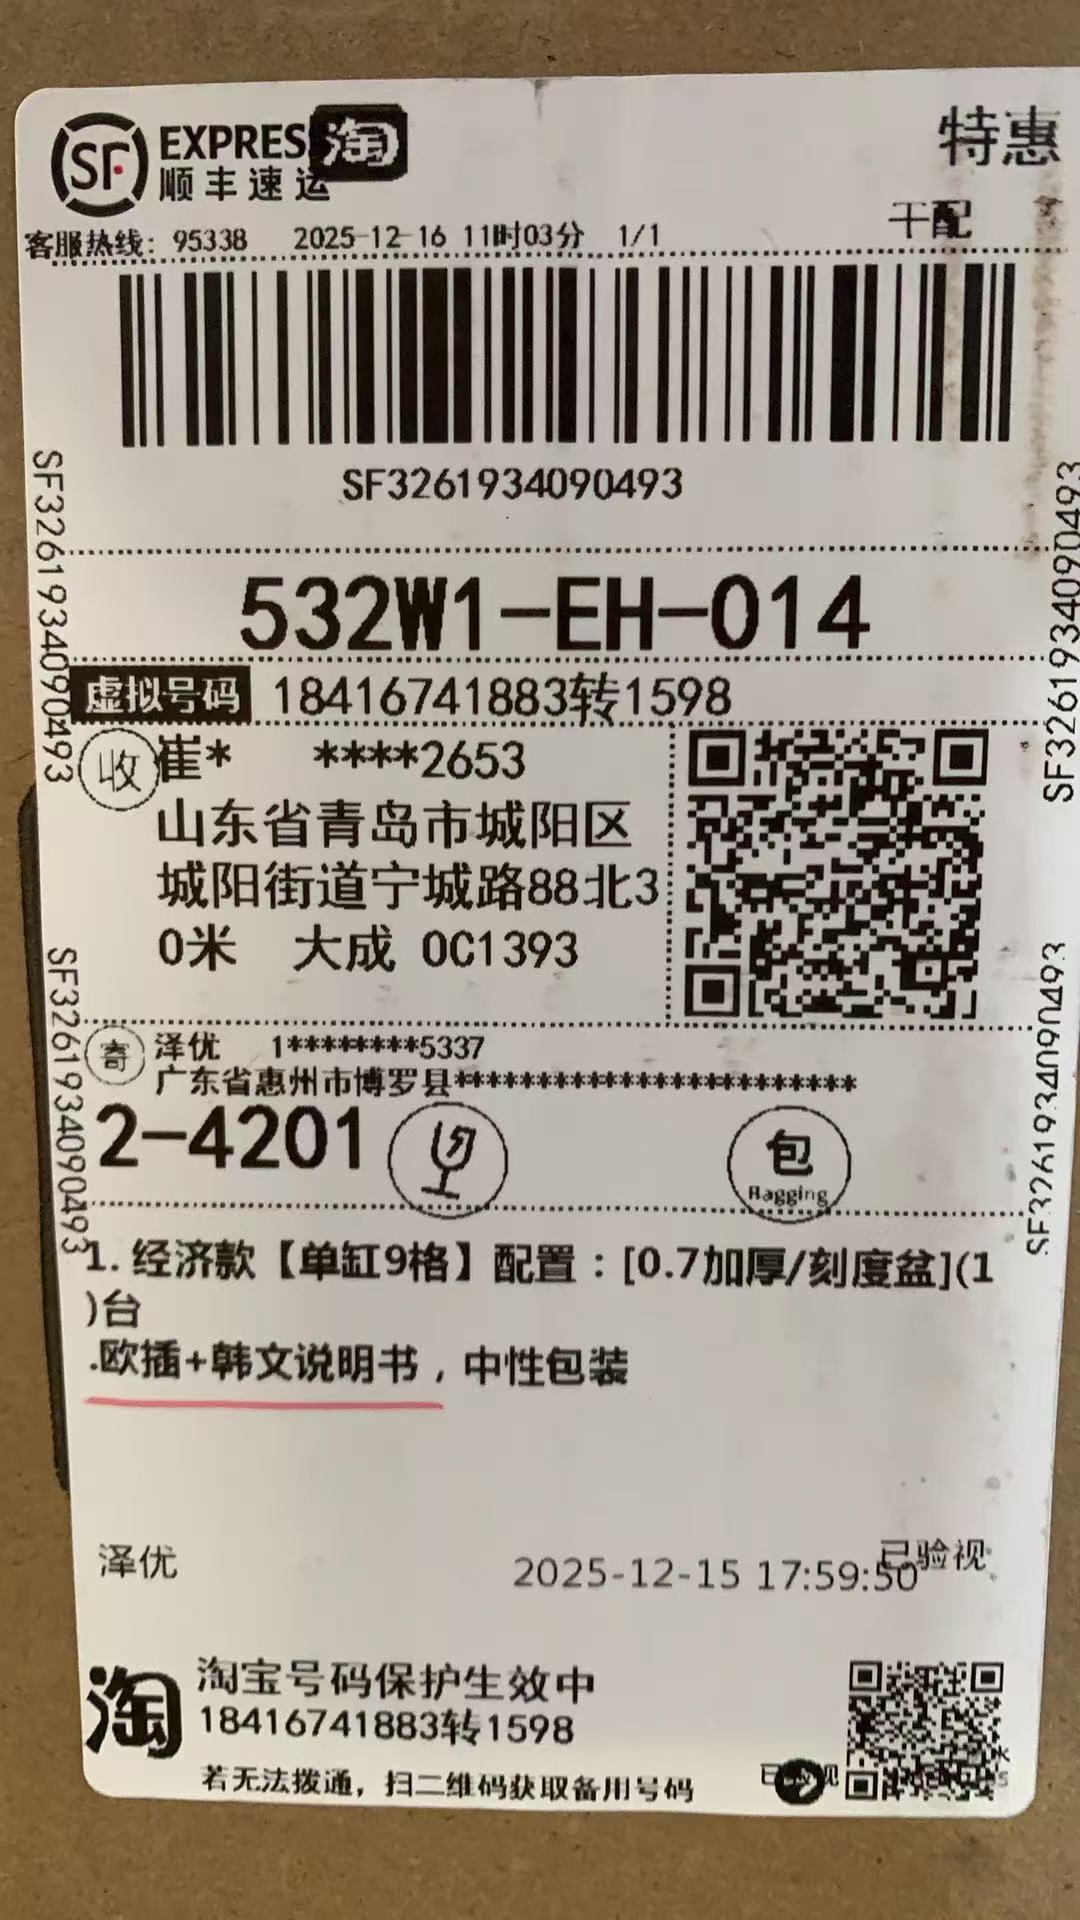 SF EXPRES 淘
顺丰速运
特惠
干配
客服热线：95338 2025-12-16 11时03分 1/1
SF3261934090493
SF3261934090493
SF3261934090493
532W1-EH-014
虚拟号码 18416741883转1598
收 崔* ****2653
山东省青岛市城阳区
城阳街道宁城路88北3
0米 大成 0C1393
SF3261934090493
SF3261934090493
寄 泽优 1********5337
广东省惠州市博罗县*************************
2-4201
包
Bagging
1. 经济款【单缸9格】配置：[0.7加厚/刻度盆](1
)台
.欧插+韩文说明书，中性包装
泽优
2025-12-15 17:59:50
已验视
淘 淘宝号码保护生效中
18416741883转1598
若无法拨通，扫二维码获取备用号码